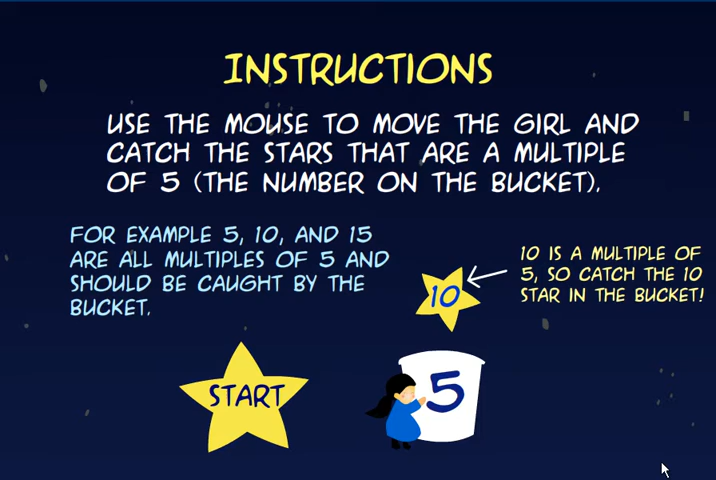 INSTRUCTIONS
USE THE MOUSE TO MOVE THE GIRL AND
CATCH THE STARS THAT ARE A MULTIPLE
OF 5 (THE NUMBER ON THE BUCKET).
FOR EXAMPLE 5, 10, AND 15
ARE ALL MULTIPLES OF 5 AND
SHOULD BE CAUGHT BY THE
BUCKET.
10 IS A MULTIPLE OF
5, SO CATCH THE 10
STAR IN THE BUCKET!
10
START
5